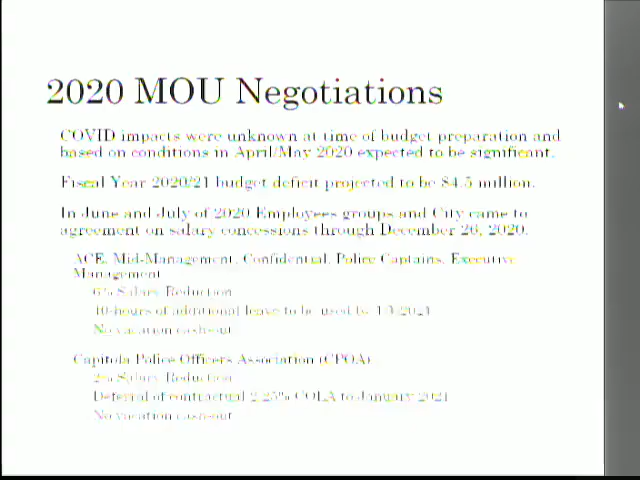 2020 MOU Negotiations
COVID impacts were unknown at time of budget preparation and
based on conditions in April/May 2020 expected to be significant.
Fiscal Year 2020/21 budget deficit projected to be $4.5 million.
In June and July of 2020 Employees groups and City came to
agreement on salary concessions through December 26, 2020.
ACE, Mid-Management, Confidential, Police Captains, Executive
Management
6% Salary Reduction
10-hours of additional leave to be used by
No vacation cash-out
Capitola Police Officers Association (CPOA)
2% Salary Reduction
Deferral of contractual 2.25% COLA to January 2021
No vacation cash-out